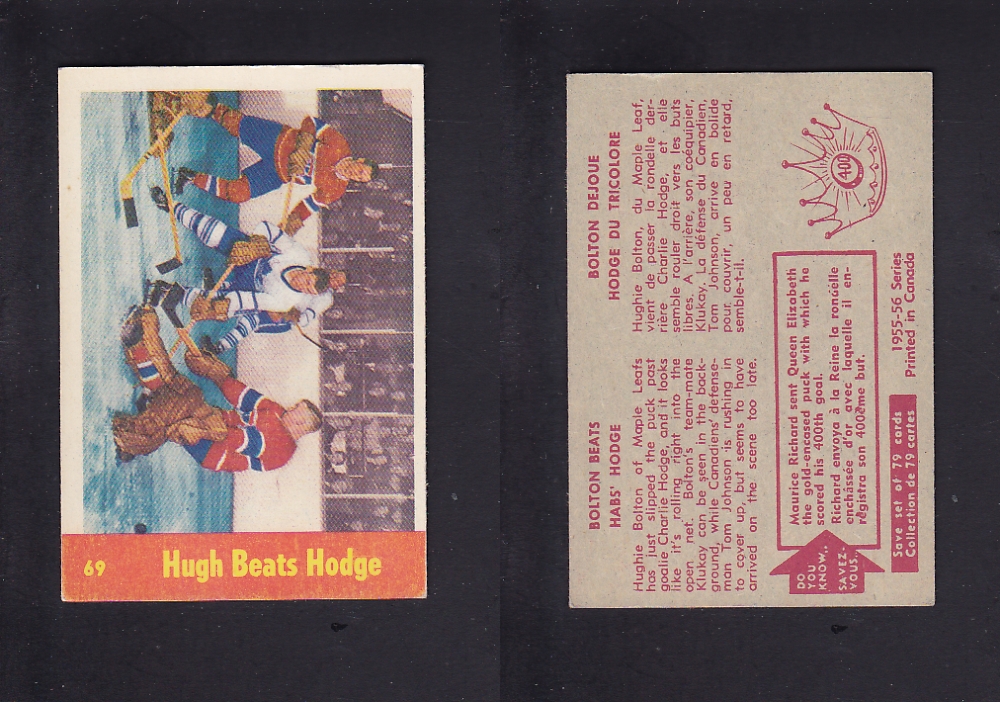 69
Hugh Beats Hodge
BOLTON BEATS
HABS' HODGE
Hughie Bolton of Maple Leafs
has just slipped the puck past
goalie Charlie Hodge, and it looks
like it's rolling right into the
open net. Bolton's team-mate
Klukay can be seen in the back-
ground, while Canadiens' defense-
man Tom Johnson is rushing in
to cover up, but seems to have
arrived on the scene too late.
BOLTON DEJOUE
HODGE DU TRICOLORE
Hughie Bolton, du Maple Leaf,
vient de passer la rondelle der-
rière Charlie Hodge, et elle
semble rouler droit vers les buts
libres. A l'arrière, son coéquipier,
Klukay. La défense du Canadien,
Tom Johnson, arrive en bolide
pour couvrir, un peu en retard,
semble-t-il.
DO
YOU
KNOW..
SAVEZ-
VOUS..
Maurice Richard sent Queen Elizabeth
the gold-encased puck with which he
scored his 400th goal.
Richard envoya à la Reine la rondelle
enchâssée d'or avec laquelle il en-
régistra son 400ème but.
400
Save set of 79 cards
Collection de 79 cartes
1955-56 Series
Printed in Canada